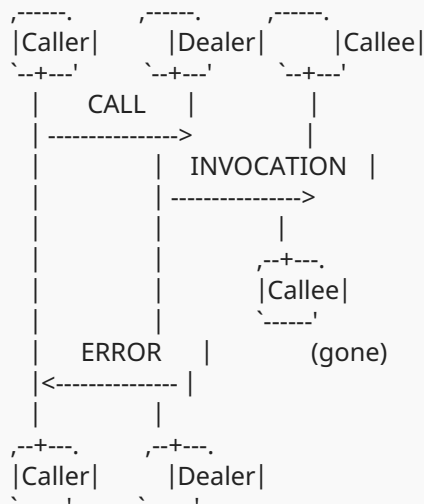 ,------.          ,------.          ,------.
|Caller|          |Dealer|          |Callee|
`--+---'          `--+---'          `--+---'
   |       CALL       |                  |
   | ---------------->                   |
   |                  |    INVOCATION    |
   |                  | ---------------->
   |                  |                  |
   |                  |               ,--+---.
   |                  |               |Callee|
   |                  |               `------'
   |       ERROR      |                (gone)
   |<--------------- |
   |                  |
,--+---.          ,--+---.
|Caller|          |Dealer|